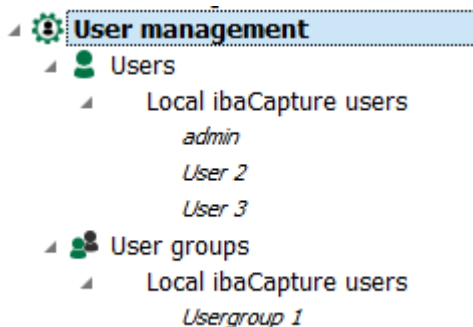 User management
Users
Local ibaCapture users
admin
User 2
User 3
User groups
Local ibaCapture users
Usergroup 1